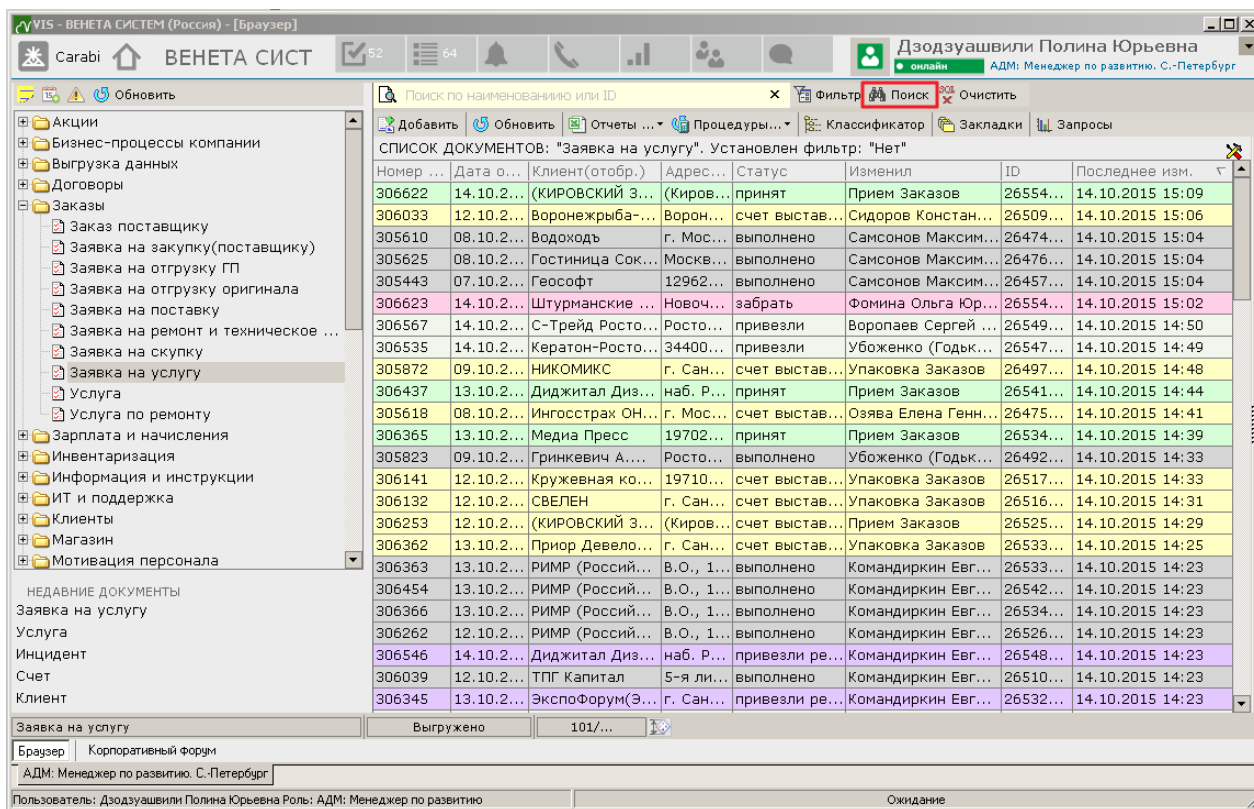 VIS - ВЕНЕТА СИСТЕМ (Россия) - [Браузер]
Carabi ВЕНЕТА СИСТ 52 64 Дзодзуашвили Полина Юрьевна
онлайн АДМ: Менеджер по развитию. С.-Петербург
Обновить
Поиск по наименованиию или ID x Фильтр Поиск SQL Очистить
Добавить Обновить Отчеты ... Процедуры... Классификатор Закладки Запросы
СПИСОК ДОКУМЕНТОВ: "Заявка на услугу". Установлен фильтр: "Нет"
Акции
Бизнес-процессы компании
Выгрузка данных
Договоры
Заказы
Заказ поставщику
Заявка на закупку(поставщику)
Заявка на отгрузку ГП
Заявка на отгрузку оригинала
Заявка на поставку
Заявка на ремонт и техническое ...
Заявка на скупку
Заявка на услугу
Услуга
Услуга по ремонту
Зарплата и начисления
Инвентаризация
Информация и инструкции
ИТ и поддержка
Клиенты
Магазин
Мотивация персонала
НЕДАВНИЕ ДОКУМЕНТЫ
Заявка на услугу
Услуга
Инцидент
Счет
Клиент
Номер ... Дата о... Клиент(отобр.) Адрес... Статус Изменил ID Последнее изм.
306622 14.10.2... (КИРОВСКИЙ З... (Киров... принят Прием Заказов 26554... 14.10.2015 15:09
306033 12.10.2... Воронежрыба-... Ворон... счет выстав... Сидоров Констан... 26509... 14.10.2015 15:06
305610 08.10.2... Водоходъ г. Мос... выполнено Самсонов Максим... 26474... 14.10.2015 15:04
305625 08.10.2... Гостиница Сок... Москв... выполнено Самсонов Максим... 26476... 14.10.2015 15:04
305443 07.10.2... Геософт 12962... выполнено Самсонов Максим... 26457... 14.10.2015 15:04
306623 14.10.2... Штурманские ... Новоч... забрать Фомина Ольга Юр... 26554... 14.10.2015 15:02
306567 14.10.2... С-Трейд Росто... Росто... привезли Воропаев Сергей ... 26549... 14.10.2015 14:50
306535 14.10.2... Кератон-Росто... 34400... привезли Убоженко (Годьк... 26547... 14.10.2015 14:49
305872 09.10.2... НИКОМИКС г. Сан... счет выстав... Упаковка Заказов 26497... 14.10.2015 14:48
306437 13.10.2... Диджитал Диз... наб. Р... принят Прием Заказов 26541... 14.10.2015 14:44
305618 08.10.2... Ингосстрах ОН... г. Мос... счет выстав... Озява Елена Генн... 26475... 14.10.2015 14:41
306365 13.10.2... Медиа Пресс 19702... принят Прием Заказов 26534... 14.10.2015 14:39
305823 09.10.2... Гринкевич А.... Росто... выполнено Убоженко (Годьк... 26492... 14.10.2015 14:33
306141 12.10.2... Кружевная ко... 19710... счет выстав... Упаковка Заказов 26517... 14.10.2015 14:33
306132 12.10.2... СВЕЛЕН г. Сан... счет выстав... Упаковка Заказов 26516... 14.10.2015 14:31
306253 12.10.2... (КИРОВСКИЙ З... (Киров... счет выстав... Прием Заказов 26525... 14.10.2015 14:29
306362 13.10.2... Приор Девело... г. Сан... счет выстав... Упаковка Заказов 26533... 14.10.2015 14:25
306363 13.10.2... РИМР (Россий... В.О., 1... выполнено Командиркин Евг... 26533... 14.10.2015 14:23
306454 13.10.2... РИМР (Россий... В.О., 1... выполнено Командиркин Евг... 26542... 14.10.2015 14:23
306366 13.10.2... РИМР (Россий... В.О., 1... выполнено Командиркин Евг... 26534... 14.10.2015 14:23
306262 12.10.2... РИМР (Россий... В.О., 1... выполнено Командиркин Евг... 26526... 14.10.2015 14:23
306546 14.10.2... Диджитал Диз... наб. Р... привезли ре... Командиркин Евг... 26548... 14.10.2015 14:23
306039 12.10.2... ТПГ Капитал 5-я ли... выполнено Командиркин Евг... 26510... 14.10.2015 14:23
306345 13.10.2... ЭкспоФорум(Э... г. Сан... привезли ре... Командиркин Евг... 26532... 14.10.2015 14:23
Заявка на услугу Выгружено 101/...
Браузер Корпоративный форум
АДМ: Менеджер по развитию. С.-Петербург
Пользователь: Дзодзуашвили Полина Юрьевна Роль: АДМ: Менеджер по развитию Ожидание